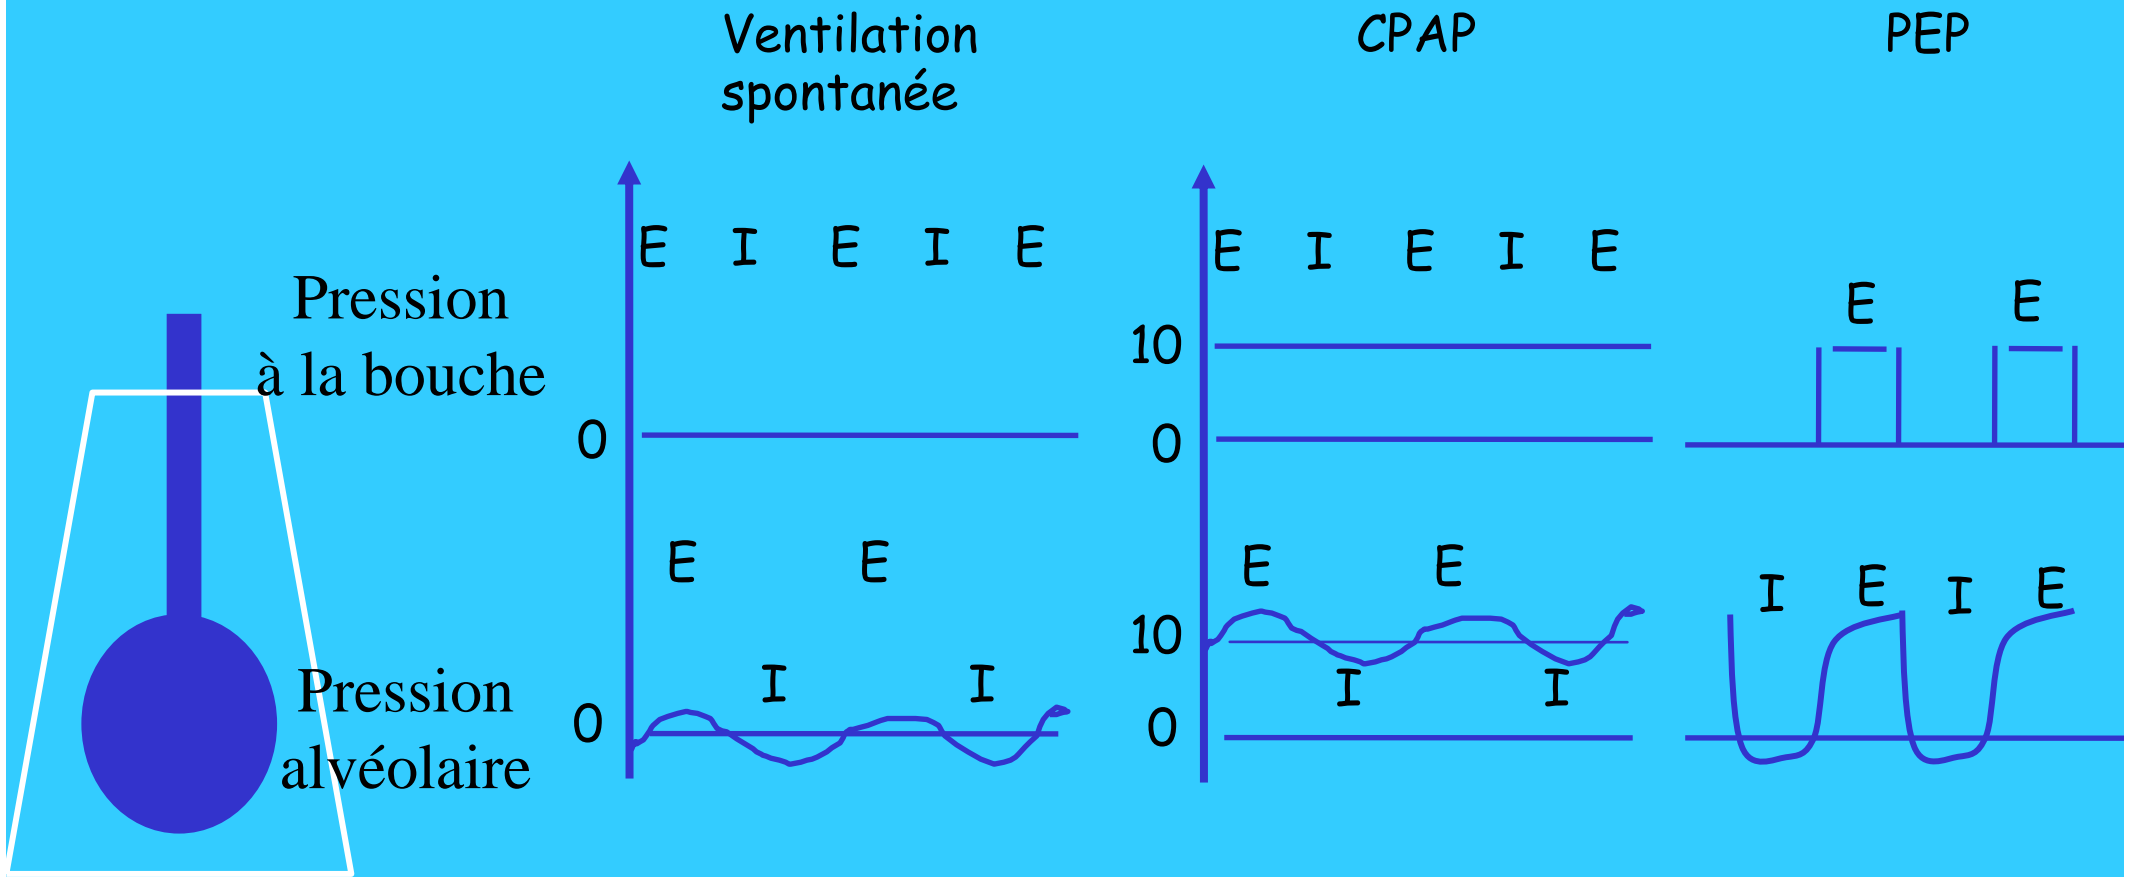 Ventilation
spontanée
CPAP
PEP
E I E I E
E I E I E
E E
Pression
à la bouche
10
0
0
E E
E E
I I
I E I E
Pression
alvéolaire
10
I I
0
0